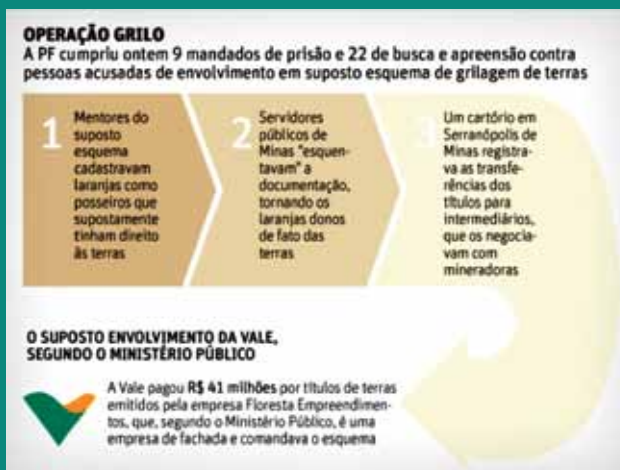 OPERAÇÃO GRILO
A PF cumpriu ontem 9 mandados de prisão e 22 de busca e apreensão contra
pessoas acusadas de envolvimento em suposto esquema de grilagem de terras
1
Mentores do
suposto
esquema
cadastravam
laranjas como
posseiros que
supostamente
tinham direito
às terras
2
Servidores
públicos de
Minas "esquen-
tavam" a
documentação,
tornando os
laranjas donos
de fato das
terras
3
Um cartório em
Serranópolis de
Minas registra-
va as transfe-
rências dos
títulos para
intermediários,
que os negocia-
vam com
mineradoras
O SUPOSTO ENVOLVIMENTO DA VALE,
SEGUNDO O MINISTÉRIO PÚBLICO
A Vale pagou R$ 41 milhões por títulos de terras
emitidos pela empresa Floresta Empreendimen-
tos, que, segundo o Ministério Público, é uma
empresa de fachada e comandava o esquema